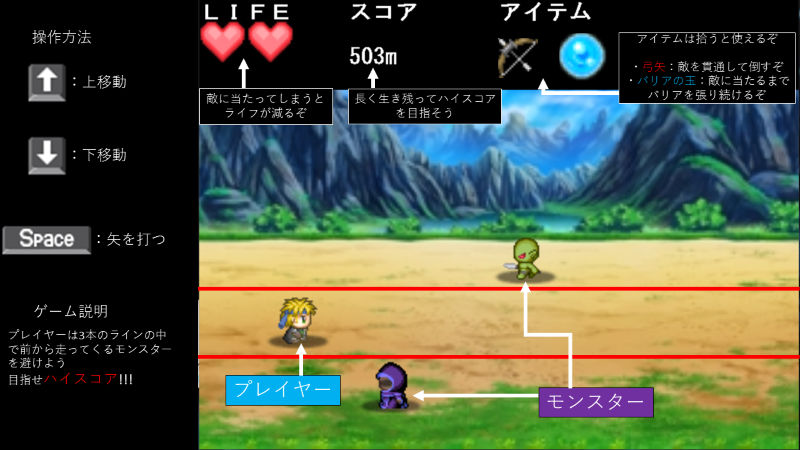 操作方法
：上移動
：下移動
Space：矢を打つ
ゲーム説明
プレイヤーは3本のラインの中
で前から走ってくるモンスター
を避けよう
目指せハイスコア!!!
ＬＩＦＥ
スコア
アイテム
503m
敵に当たってしまうと
ライフが減るぞ
長く生き残ってハイスコア
を目指そう
アイテムは拾うと使えるぞ
・弓矢：敵を貫通して倒すぞ
・バリアの玉：敵に当たるまで
バリアを張り続けるぞ
プレイヤー
モンスター